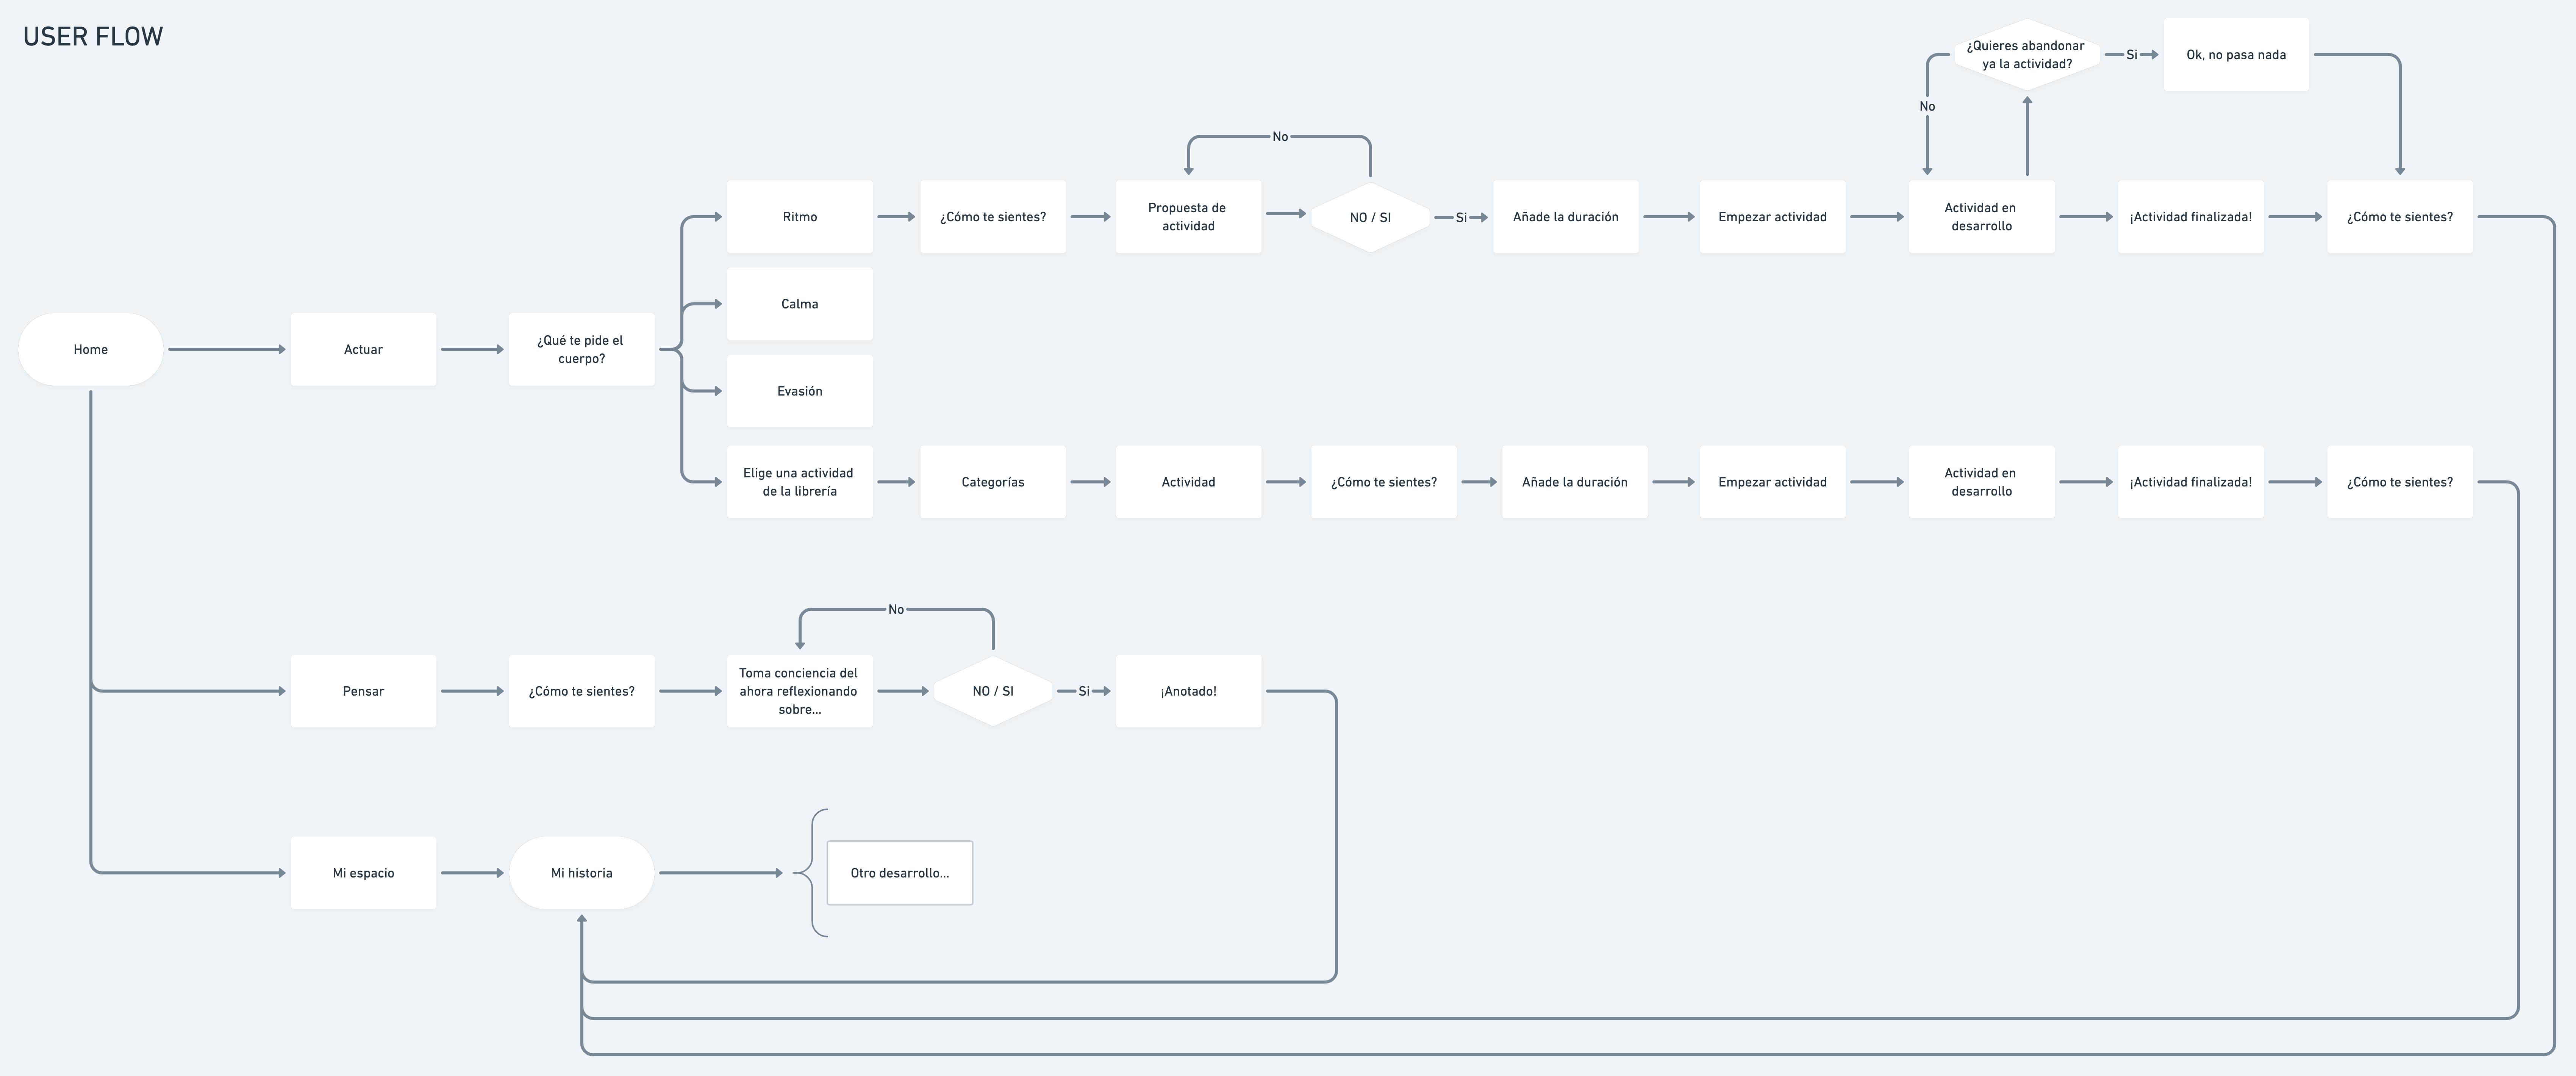 USER FLOW
¿Quieres abandonar
ya la actividad?
Si
Ok, no pasa nada
No
No
Ritmo
¿Cómo te sientes?
Propuesta de
actividad
NO / SI
Si
Añade la duración
Empezar actividad
Actividad en
desarrollo
¡Actividad finalizada!
¿Cómo te sientes?
Calma
Home
Actuar
¿Qué te pide el
cuerpo?
Evasión
Elige una actividad
de la librería
Categorías
Actividad
¿Cómo te sientes?
Añade la duración
Empezar actividad
Actividad en
desarrollo
¡Actividad finalizada!
¿Cómo te sientes?
No
Pensar
¿Cómo te sientes?
Toma conciencia del
ahora reflexionando
sobre...
NO / SI
Si
¡Anotado!
Mi espacio
Mi historia
Otro desarrollo...